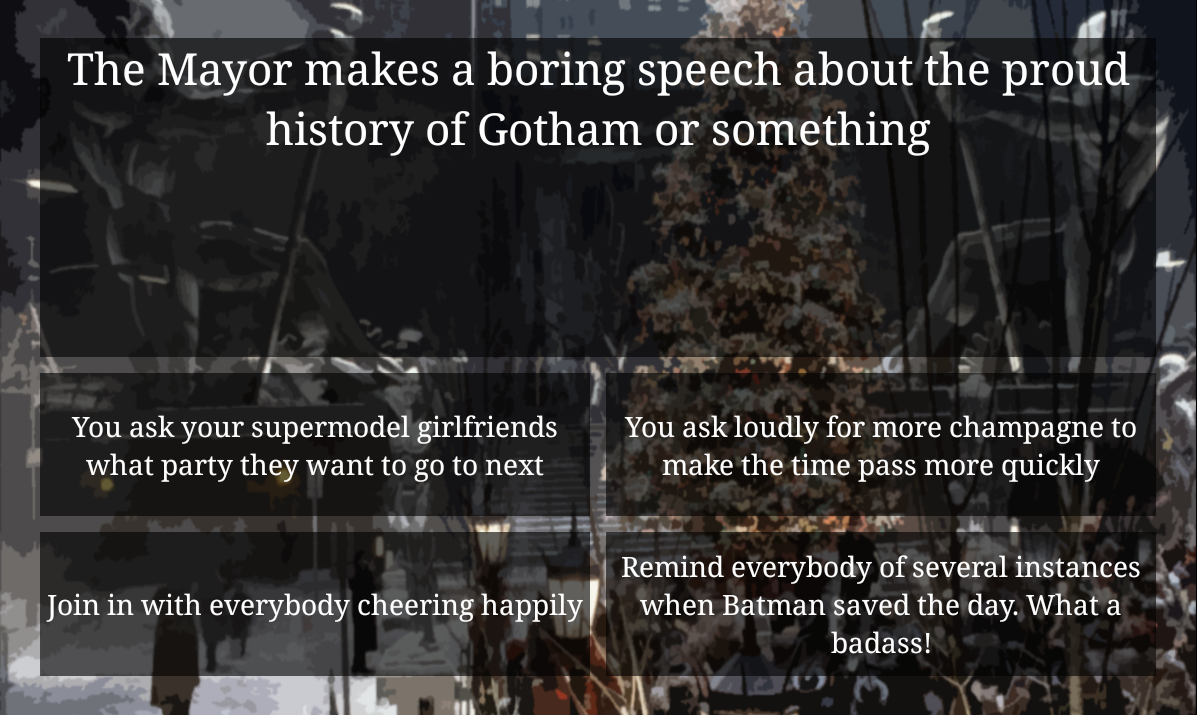 The Mayor makes a boring speech about the proud
history of Gotham or something
You ask your supermodel girlfriends
what party they want to go to next
You ask loudly for more champagne to
make the time pass more quickly
Join in with everybody cheering happily
Remind everybody of several instances
when Batman saved the day. What a
badass!